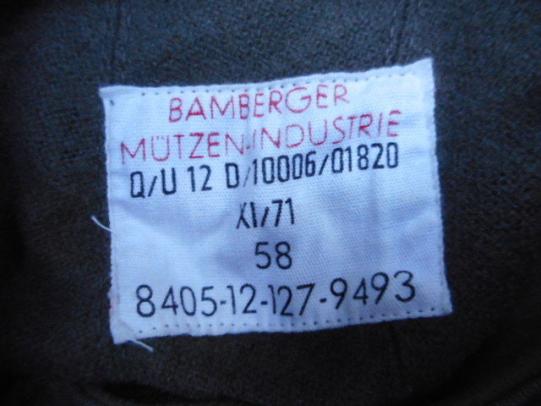 BAMBERGER
MÜTZEN-INDUSTRIE
Q/U 12 D/10006/01820
XI/71
58
8405-12-127-9493